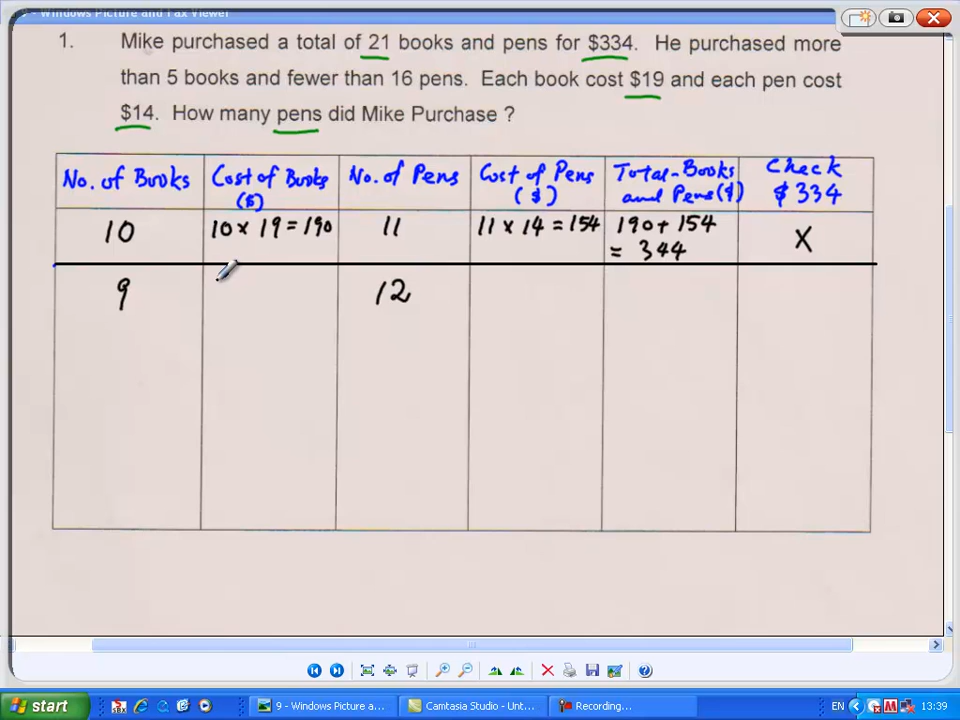 9 - Windows Picture and Fax Viewer
1. Mike purchased a total of 21 books and pens for $334. He purchased more
than 5 books and fewer than 16 pens. Each book cost $19 and each pen cost
$14. How many pens did Mike Purchase ?
No. of Books Cost of Books ($) No. of Pens Cost of Pens ($) Total-Books and Pens($) Check $334
10 10 x 19 = 190 11 11 x 14 = 154 190 + 154 = 344 X
9 12
start 9 - Windows Picture a... Camtasia Studio - Unt... Recording... EN 13:39